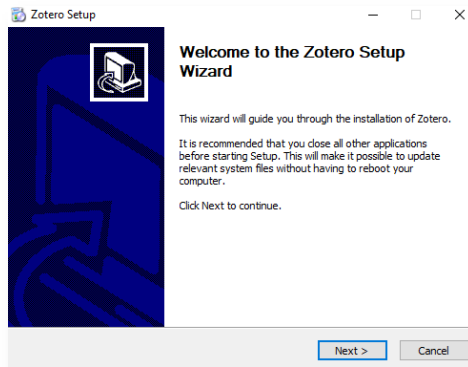 Zotero Setup
Welcome to the Zotero Setup
Wizard
This wizard will guide you through the installation of Zotero.
It is recommended that you close all other applications
before starting Setup. This will make it possible to update
relevant system files without having to reboot your
computer.
Click Next to continue.
Next >
Cancel